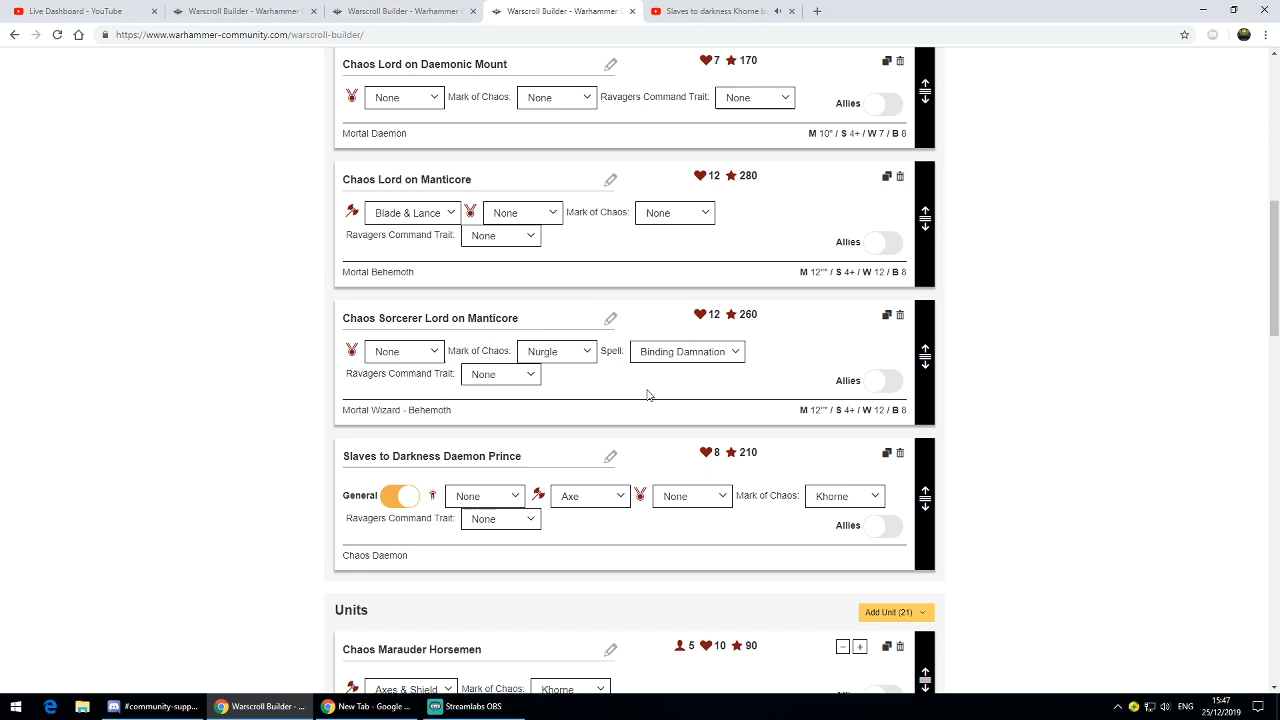 Live Dashboard - YouTube
Warscroll Builder - Warhammer C
Warscroll Builder - Warhammer C
Warscroll Builder - Warhammer C
Slaves to darkness Khorne b
https://www.warhammer-community.com/warscroll-builder/
Chaos Lord on Daemonic Mount
7 170
None Mark of Chaos: None Ravagers Command Trait: None
Allies
Mortal Daemon
M 10" / S 4+ / W 7 / B 8
Chaos Lord on Manticore
12 280
Blade & Lance None Mark of Chaos: None
Ravagers Command Trait: None
Allies
Mortal Behemoth
M 12"* / S 4+ / W 12 / B 8
Chaos Sorcerer Lord on Manticore
12 260
None Mark of Chaos: Nurgle Spell: Binding Damnation
Ravagers Command Trait: None
Allies
Mortal Wizard - Behemoth
M 12"* / S 4+ / W 12 / B 8
Slaves to Darkness Daemon Prince
8 210
General None Axe None Mark of Chaos: Khorne
Ravagers Command Trait: None
Allies
Chaos Daemon
Units
Add Unit (21)
Chaos Marauder Horsemen
5 10 90
Shield Mark of Chaos: Khorne
#community-supp...
Warscroll Builder - ...
New Tab - Google ...
Streamlabs OBS
15:47
25/12/2019